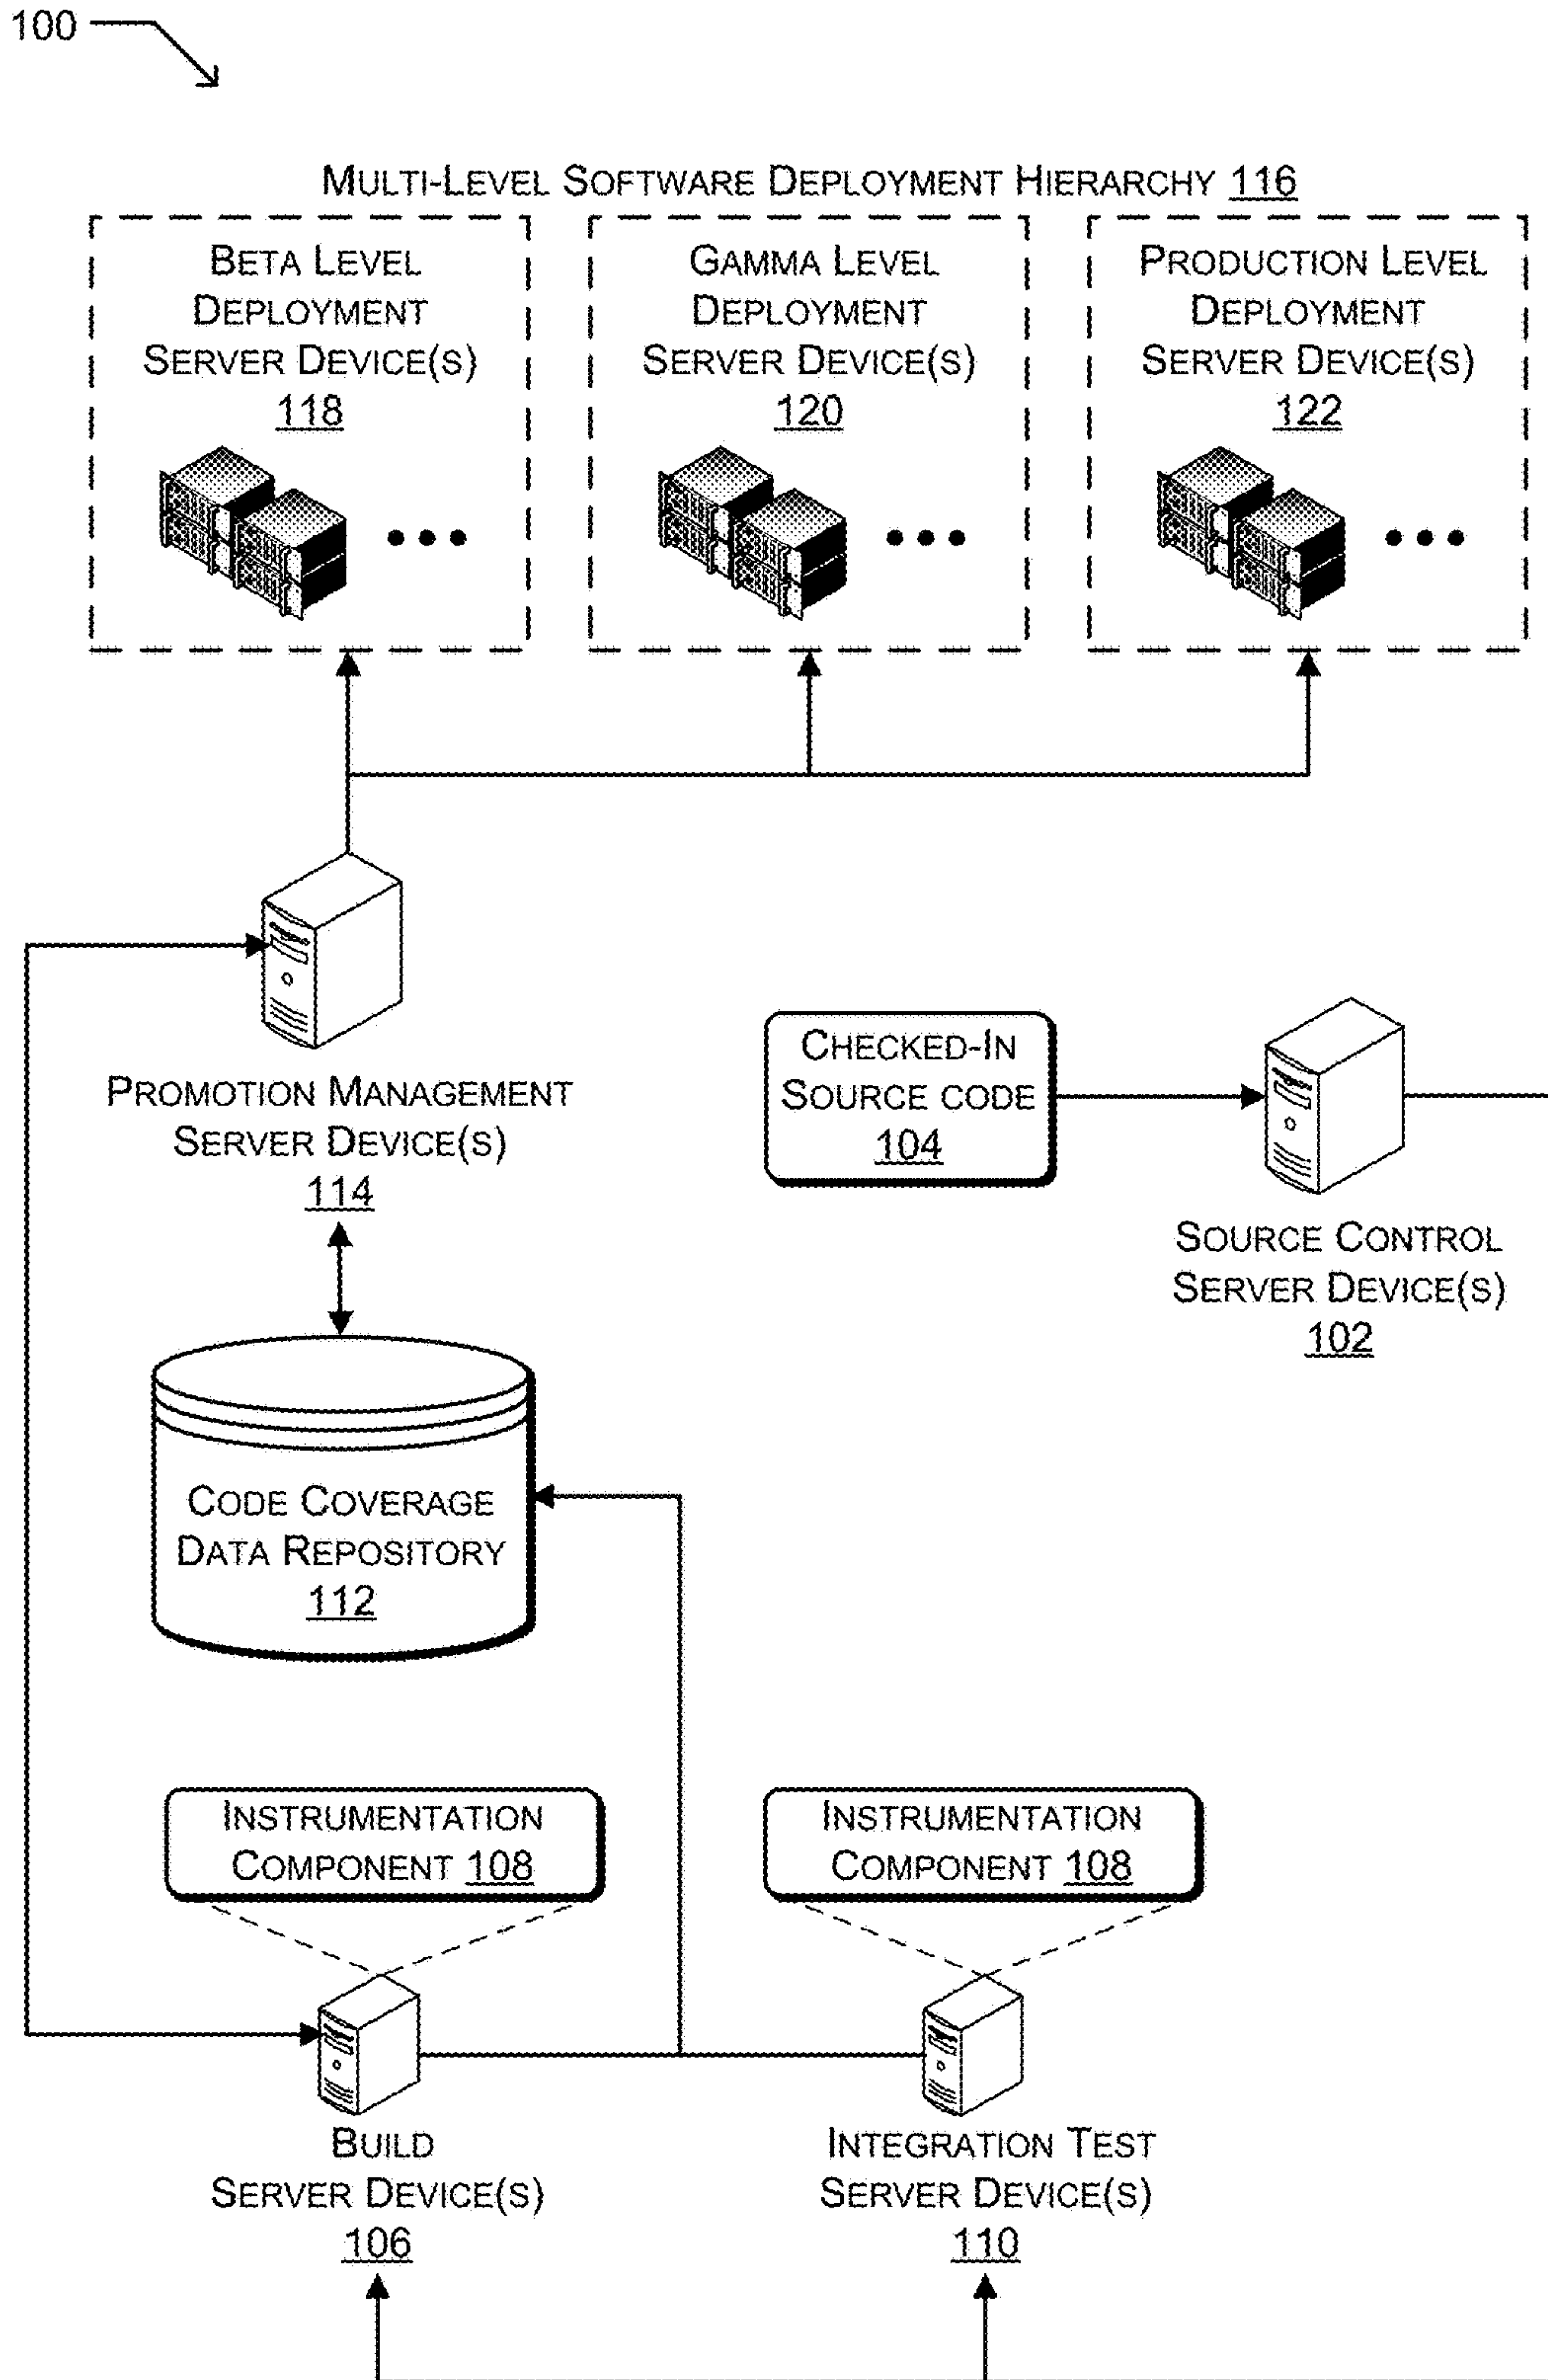 100
MULTI-LEVEL SOFTWARE DEPLOYMENT HIERARCHY 116
BETA LEVEL
DEPLOYMENT
SERVER DEVICE(S)
118
GAMMA LEVEL
DEPLOYMENT
SERVER DEVICE(S)
120
PRODUCTION LEVEL
DEPLOYMENT
SERVER DEVICE(S)
122
PROMOTION MANAGEMENT
SERVER DEVICE(S)
114
CHECKED-IN
SOURCE CODE
104
SOURCE CONTROL
SERVER DEVICE(S)
102
CODE COVERAGE
DATA REPOSITORY
112
INSTRUMENTATION
COMPONENT 108
INSTRUMENTATION
COMPONENT 108
BUILD
SERVER DEVICE(S)
106
INTEGRATION TEST
SERVER DEVICE(S)
110